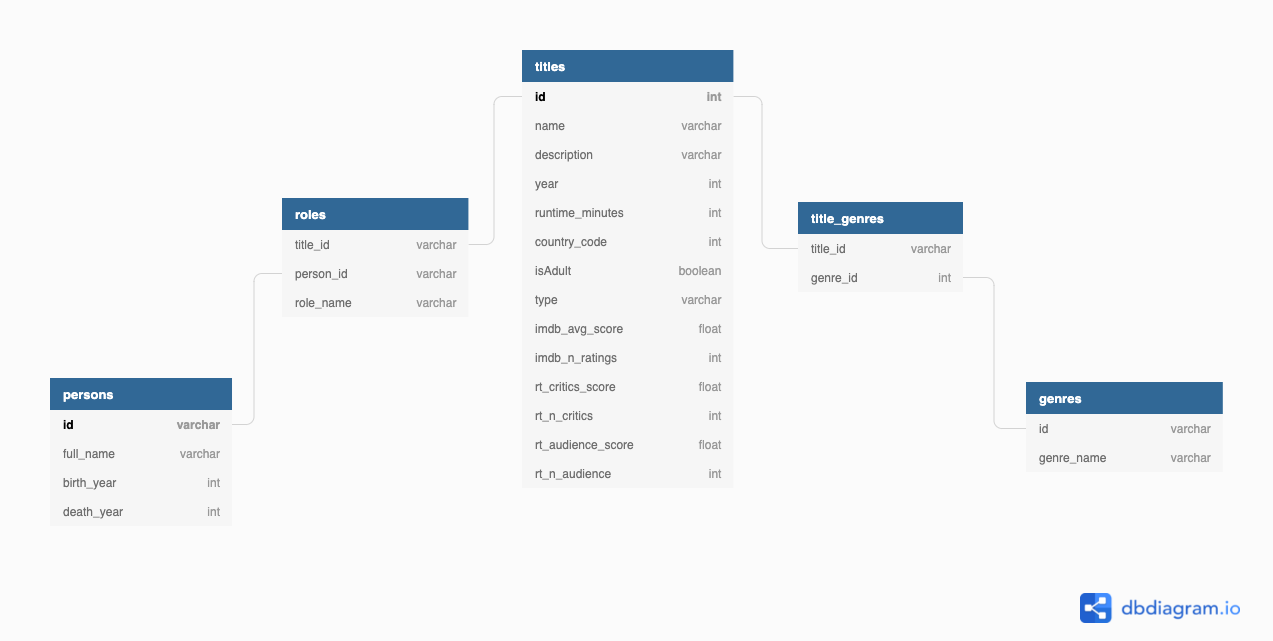 titles
id int
name varchar
description varchar
year int
runtime_minutes int
country_code int
isAdult boolean
type varchar
imdb_avg_score float
imdb_n_ratings int
rt_critics_score float
rt_n_critics int
rt_audience_score float
rt_n_audience int
roles
title_id varchar
person_id varchar
role_name varchar
title_genres
title_id varchar
genre_id int
persons
id varchar
full_name varchar
birth_year int
death_year int
genres
id varchar
genre_name varchar
dbdiagram.io